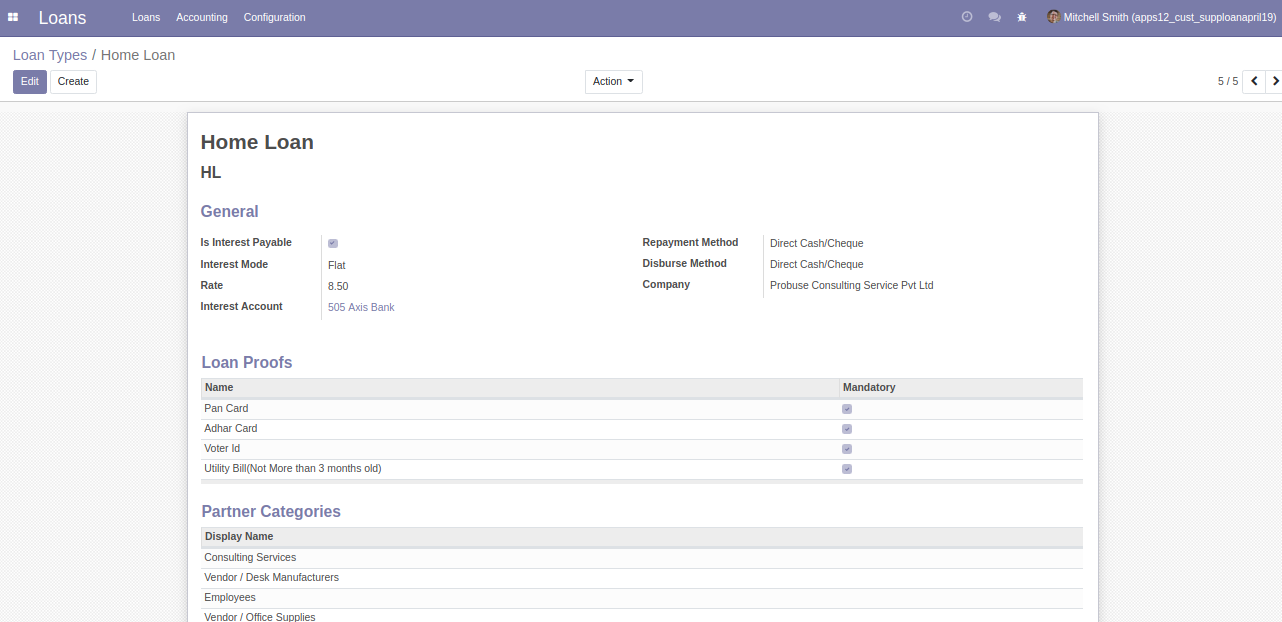 Loans Loans Accounting Configuration Mitchell Smith (apps12_cust_supploanapril19)
Loan Types / Home Loan
Edit Create Action 5 / 5
Home Loan
HL
General
Is Interest Payable
Interest Mode Flat
Rate 8.50
Interest Account 505 Axis Bank
Repayment Method Direct Cash/Cheque
Disburse Method Direct Cash/Cheque
Company Probuse Consulting Service Pvt Ltd
Loan Proofs
Name Mandatory
Pan Card
Adhar Card
Voter Id
Utility Bill(Not More than 3 months old)
Partner Categories
Display Name
Consulting Services
Vendor / Desk Manufacturers
Employees
Vendor / Office Supplies